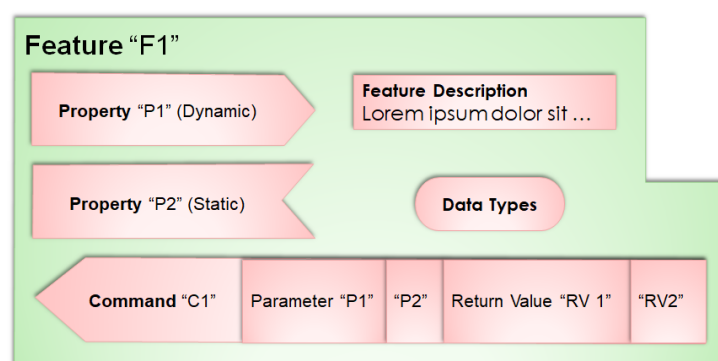 Feature “F1”
Property “P1” (Dynamic)
Feature Description
Lorem ipsum dolor sit …
Property “P2” (Static)
Data Types
Command “C1”
Parameter “P1”
“P2”
Return Value “RV 1”
“RV2”